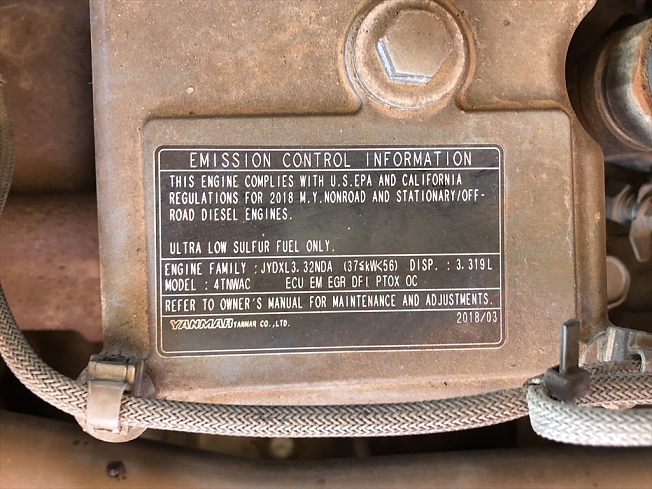 EMISSION CONTROL INFORMATION
THIS ENGINE COMPLIES WITH U.S.EPA AND CALIFORNIA
REGULATIONS FOR 2018 M.Y.NONROAD AND STATIONARY/OFF-
ROAD DIESEL ENGINES.
ULTRA LOW SULFUR FUEL ONLY.
ENGINE FAMILY : JYDXL3.32NDA (37≤kW<56) DISP. : 3.319L
MODEL : 4TNWAC ECU EM EGR DFI PTOX OC
REFER TO OWNER'S MANUAL FOR MAINTENANCE AND ADJUSTMENTS.
YANMAR YANMAR CO.,LTD. 2018/03